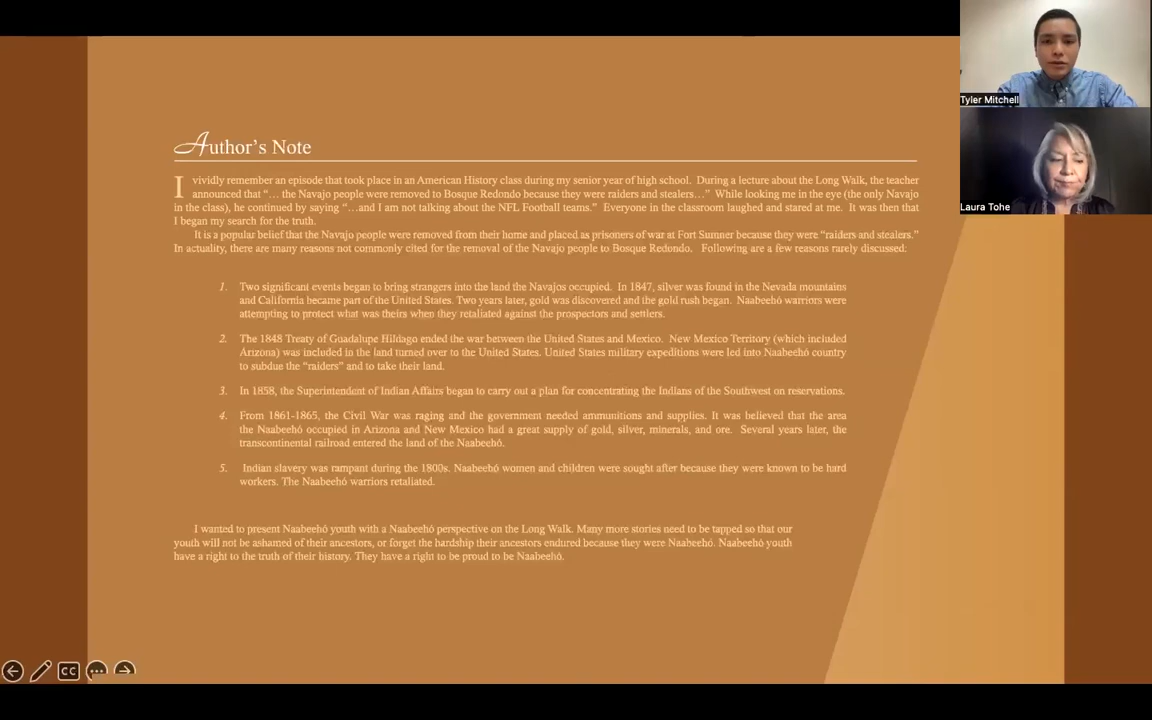 Author's Note
I vividly remember an episode that took place in an American History class during my senior year of high school. During a lecture about the Long Walk, the teacher
announced that "... the Navajo people were removed to Bosque Redondo because they were raiders and stealers..." While looking me in the eye (the only Navajo
in the class), he continued by saying "...and I am not talking about the NFL Football teams." Everyone in the classroom laughed and stared at me. It was then that
I began my search for the truth.
It is a popular belief that the Navajo people were removed from their home and placed as prisoners of war at Fort Sumner because they were "raiders and stealers."
In actuality, there are many reasons not commonly cited for the removal of the Navajo people to Bosque Redondo. Following are a few reasons rarely discussed:
1. Two significant events began to bring strangers into the land the Navajos occupied. In 1847, silver was found in the Nevada mountains
and California became part of the United States. Two years later, gold was discovered and the gold rush began. Naabeehó warriors were
attempting to protect what was theirs when they retaliated against the prospectors and settlers.
2. The 1848 Treaty of Guadalupe Hildago ended the war between the United States and Mexico. New Mexico Territory (which included
Arizona) was included in the land turned over to the United States. United States military expeditions were led into Naabeehó country
to subdue the "raiders" and to take their land.
3. In 1858, the Superintendent of Indian Affairs began to carry out a plan for concentrating the Indians of the Southwest on reservations.
4. From 1861-1865, the Civil War was raging and the government needed ammunitions and supplies. It was believed that the area
the Naabeehó occupied in Arizona and New Mexico had a great supply of gold, silver, minerals, and ore. Several years later, the
transcontinental railroad entered the land of the Naabeehó.
5. Indian slavery was rampant during the 1800s. Naabeehó women and children were sought after because they were known to be hard
workers. The Naabeehó warriors retaliated.
I wanted to present Naabeehó youth with a Naabeehó perspective on the Long Walk. Many more stories need to be tapped so that our
youth will not be ashamed of their ancestors, or forget the hardship their ancestors endured because they were Naabeehó. Naabeehó youth
have a right to the truth of their history. They have a right to be proud to be Naabeehó.
Tyler Mitchell
Laura Tohe
CC